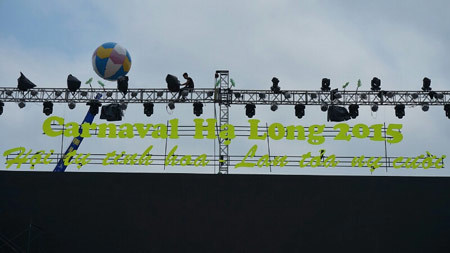 Carnaval Hạ Long 2015
Hội tụ tinh hoa - Lan tỏa nụ cười